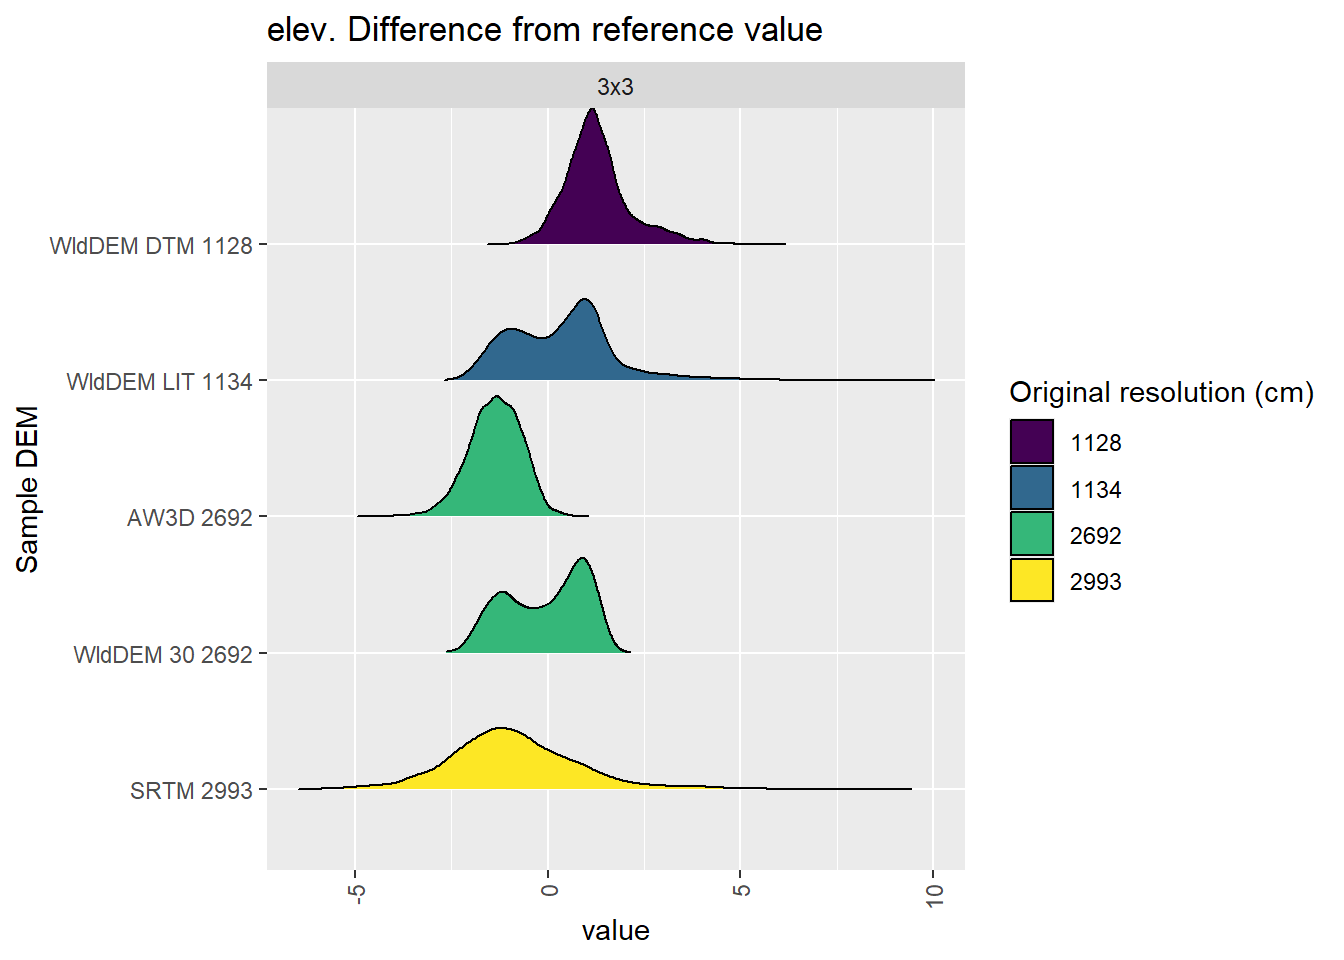 elev. Difference from reference value
3x3
WldDEM DTM 1128
WldDEM LIT 1134
AW3D 2692
WldDEM 30 2692
SRTM 2993
Sample DEM
-5
0
5
10
value
Original resolution (cm)
1128
1134
2692
2993